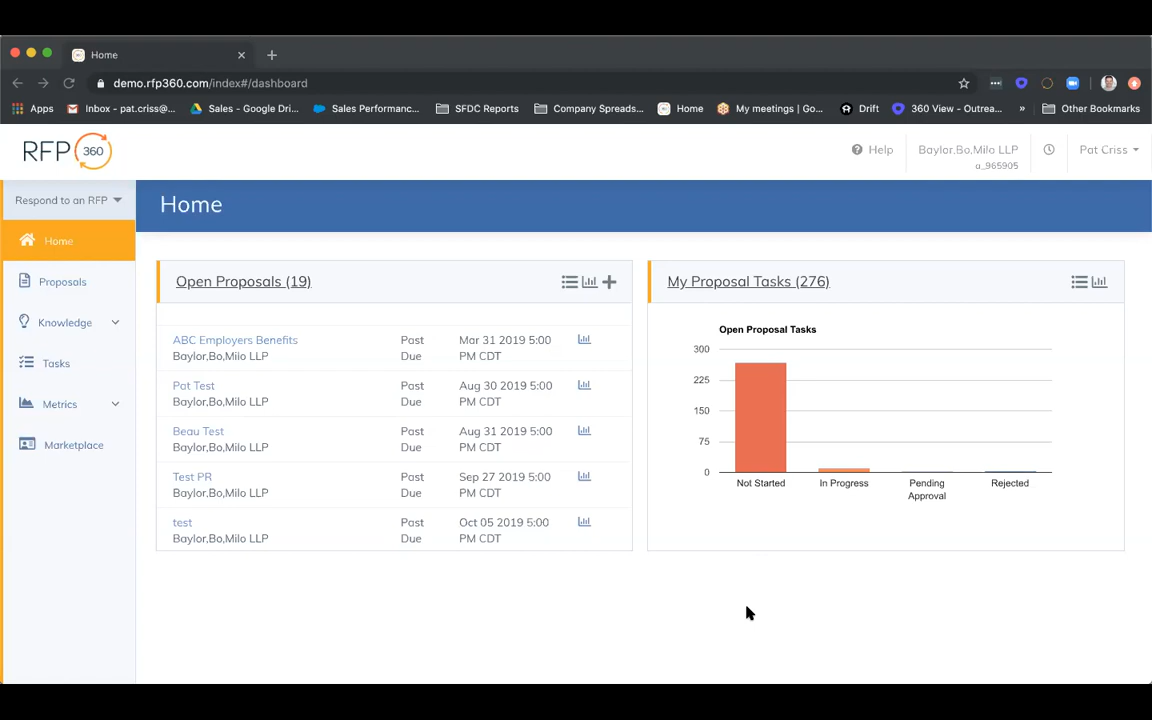 Home
demo.rfp360.com/index#/dashboard
Apps Inbox - pat.criss@... Sales - Google Dri... Sales Performanc... SFDC Reports Company Spreads... Home My meetings | Go... Drift 360 View - Outrea... » Other Bookmarks
RFP 360
Help Baylor,Bo,Milo LLP Pat Criss
a_965905
Respond to an RFP
Home
Home
Proposals
Knowledge
Tasks
Metrics
Marketplace
Open Proposals (19)
ABC Employers Benefits Past Mar 31 2019 5:00
Baylor,Bo,Milo LLP Due PM CDT
Pat Test Past Aug 30 2019 5:00
Baylor,Bo,Milo LLP Due PM CDT
Beau Test Past Aug 31 2019 5:00
Baylor,Bo,Milo LLP Due PM CDT
Test PR Past Sep 27 2019 5:00
Baylor,Bo,Milo LLP Due PM CDT
test Past Oct 05 2019 5:00
Baylor,Bo,Milo LLP Due PM CDT
My Proposal Tasks (276)
Open Proposal Tasks
300
225
150
75
0
Not Started In Progress Pending Rejected
Approval